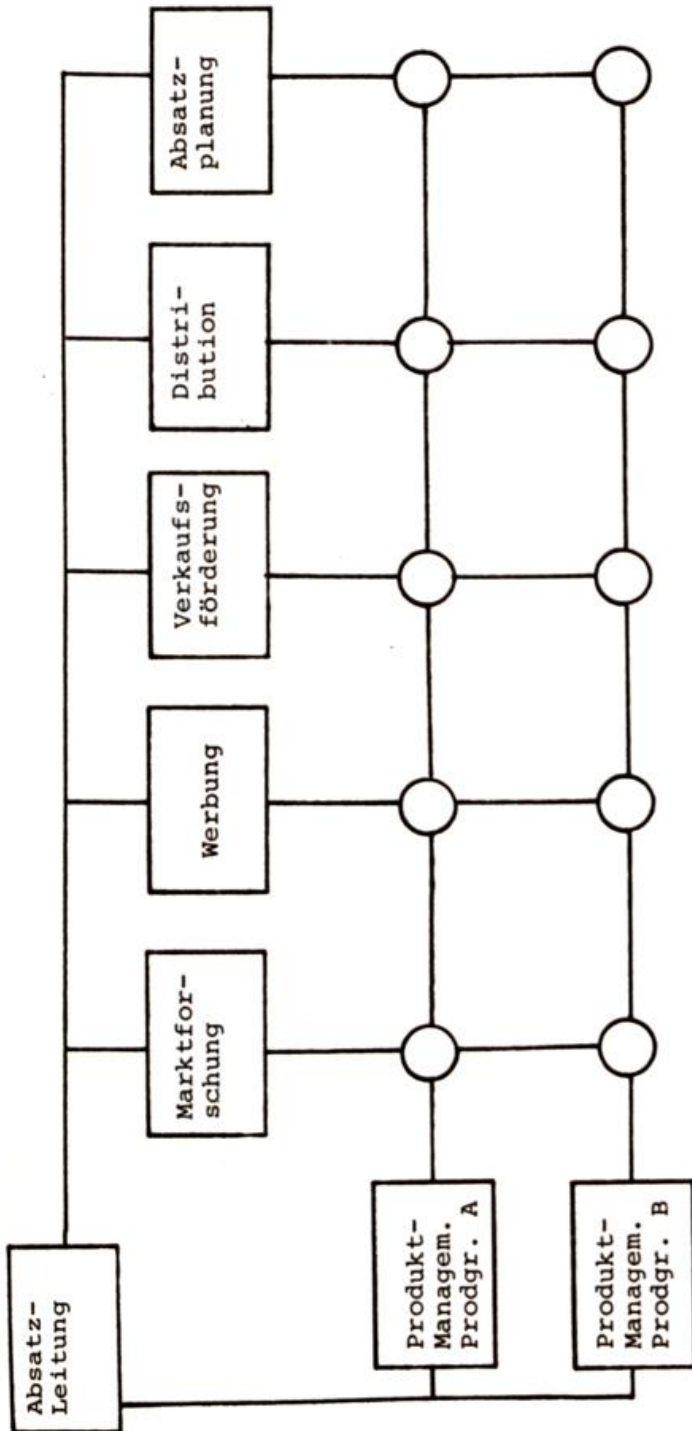 Absatz-
Leitung
Marktfor-
schung
Werbung
Verkaufs-
förderung
Distri-
bution
Absatz-
planung
Produkt-
Managem.
Prodgr. A
Produkt-
Managem.
Prodgr. B